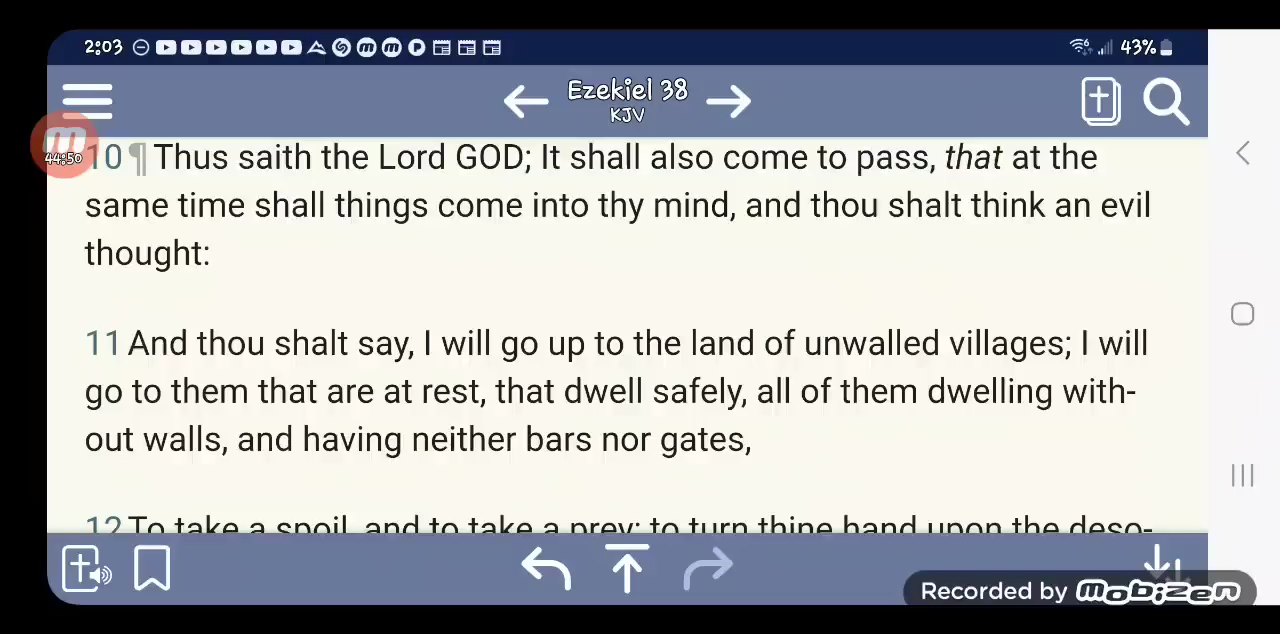 2:03 43%
Ezekiel 38
KJV
44:50
10 ¶ Thus saith the Lord GOD; It shall also come to pass, that at the
same time shall things come into thy mind, and thou shalt think an evil
thought:
11 And thou shalt say, I will go up to the land of unwalled villages; I will
go to them that are at rest, that dwell safely, all of them dwelling with-
out walls, and having neither bars nor gates,
12 To take a spoil, and to take a prey; to turn thine hand upon the deso-
Recorded by Mobizen